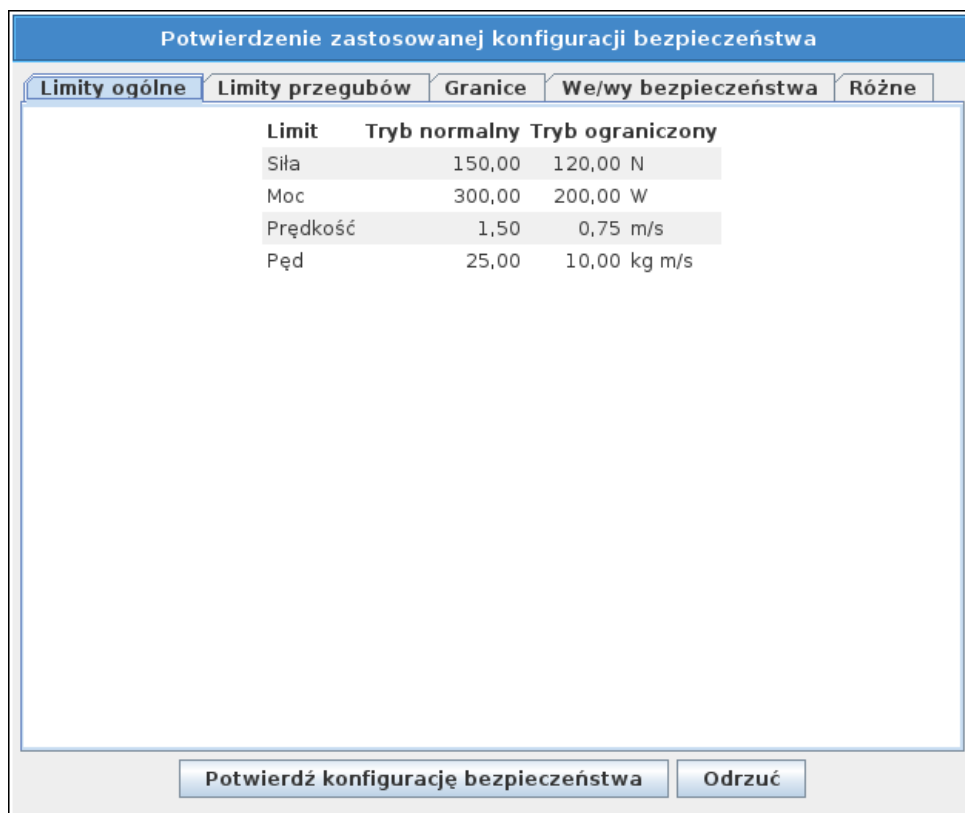 Potwierdzenie zastosowanej konfiguracji bezpieczeństwa
Limity ogólne Limity przegubów Granice We/wy bezpieczeństwa Różne
Limit Tryb normalny Tryb ograniczony
Siła 150,00 120,00 N
Moc 300,00 200,00 W
Prędkość 1,50 0,75 m/s
Pęd 25,00 10,00 kg m/s
Potwierdź konfigurację bezpieczeństwa Odrzuć